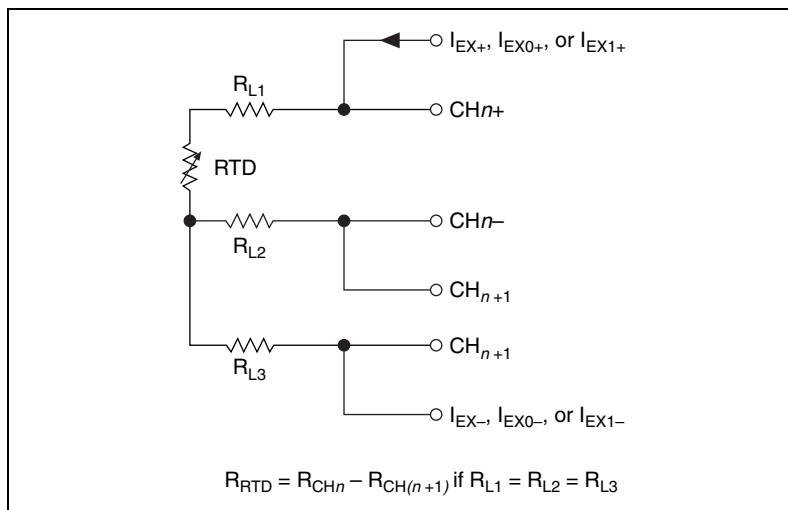 I_EX+, I_EX0+, or I_EX1+
R_L1
CHn+
RTD
CHn–
R_L2
CH_n+1
CH_n+1
R_L3
I_EX–, I_EX0–, or I_EX1–
R_RTD = R_CHn – R_CH(n+1) if R_L1 = R_L2 = R_L3